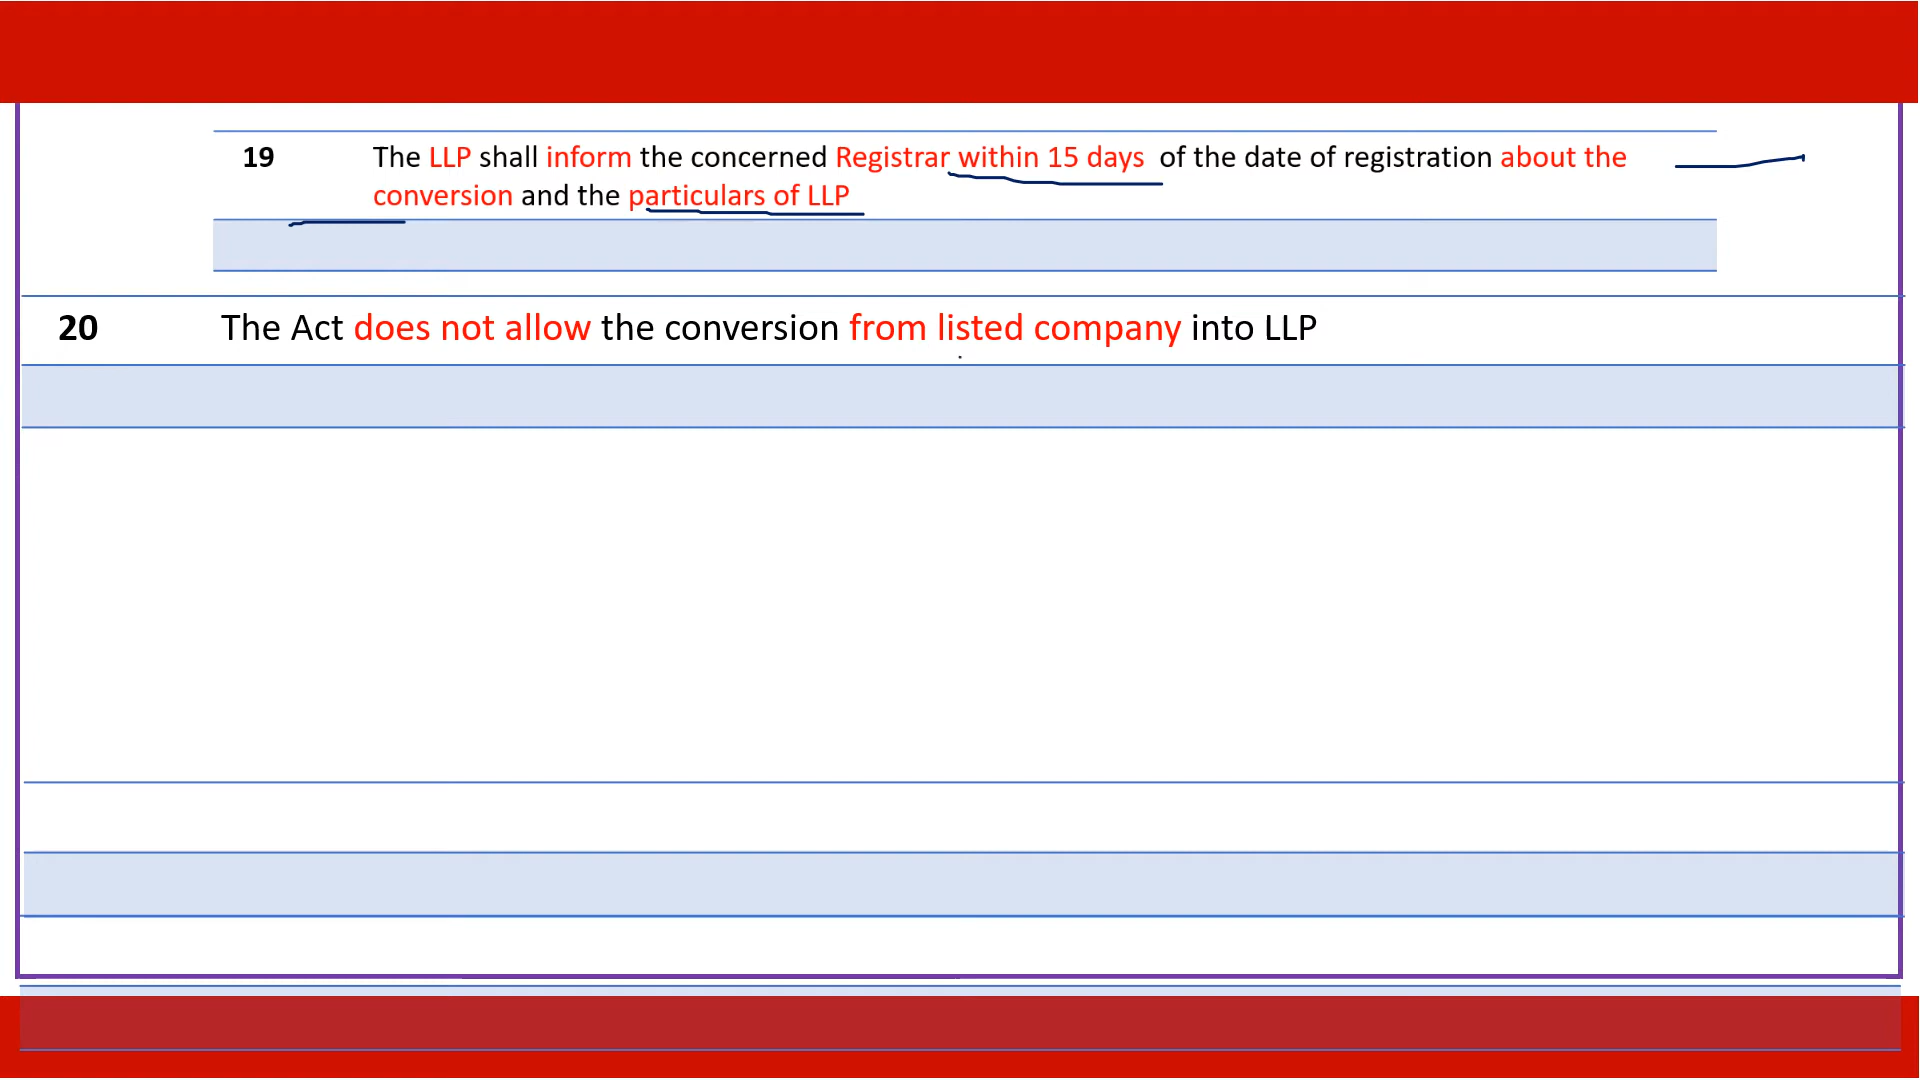 19 The LLP shall inform the concerned Registrar within 15 days of the date of registration about the
conversion and the particulars of LLP
20 The Act does not allow the conversion from listed company into LLP